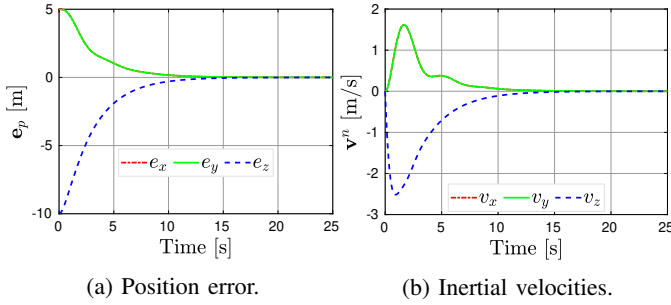 5
0
-5
-10
0
5
10
15
20
25
e_p [m]
e_x
e_y
e_z
Time [s]
(a) Position error.
2
1
0
-1
-2
-3
0
5
10
15
20
25
v^n [m/s]
v_x
v_y
v_z
Time [s]
(b) Inertial velocities.